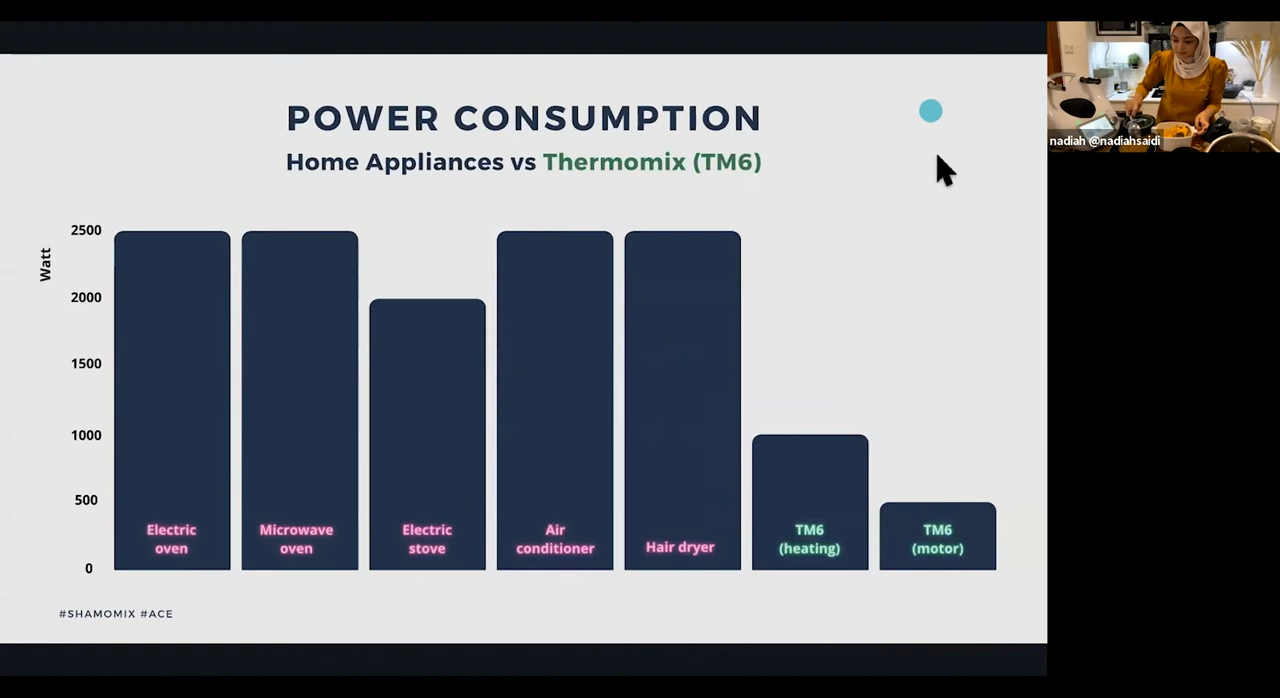 POWER CONSUMPTION
Home Appliances vs Thermomix (TM6)
Watt
2500
2000
1500
1000
500
0
Electric
oven
Microwave
oven
Electric
stove
Air
conditioner
Hair dryer
TM6
(heating)
TM6
(motor)
#SHAMOMIX #ACE
nadiah @nadiahsaidi